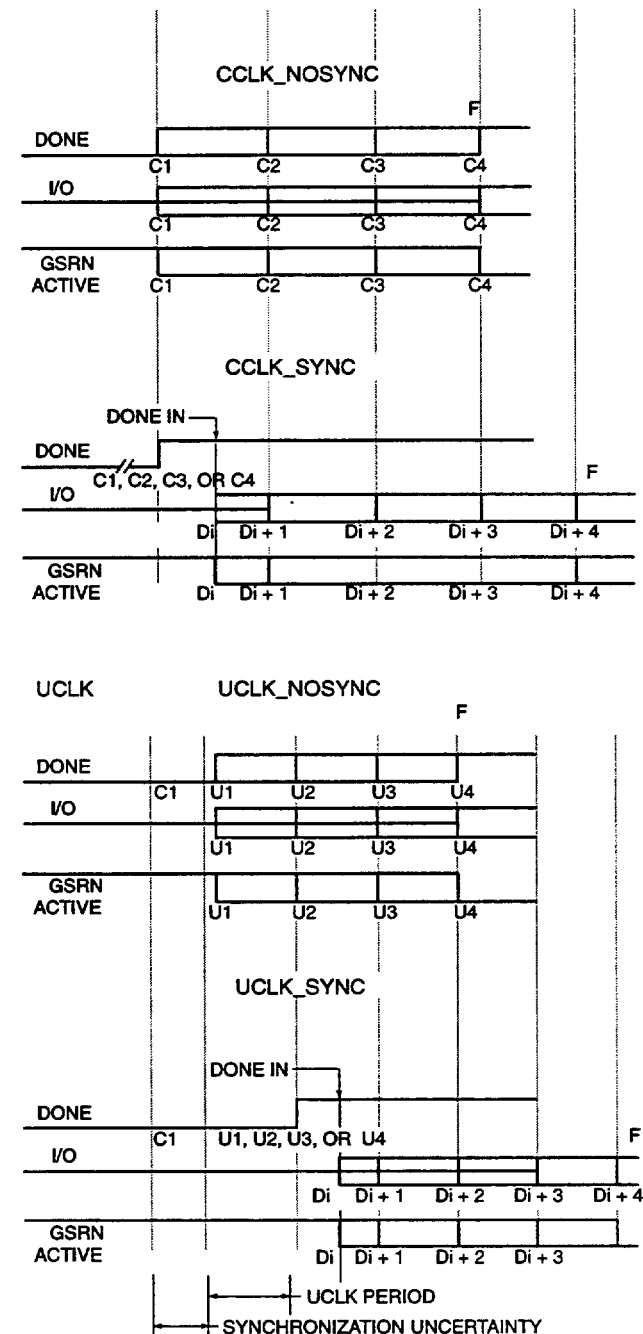 CCLK_NOSYNC
F
DONE
C1 C2 C3 C4
I/O
C1 C2 C3 C4
GSRN
ACTIVE
C1 C2 C3 C4
CCLK_SYNC
DONE IN
DONE
C1, C2, C3, OR C4
F
I/O
Di Di + 1 Di + 2 Di + 3 Di + 4
GSRN
ACTIVE
Di Di + 1 Di + 2 Di + 3 Di + 4
UCLK UCLK_NOSYNC
F
DONE
C1 U1 U2 U3 U4
I/O
U1 U2 U3 U4
GSRN
ACTIVE
U1 U2 U3 U4
UCLK_SYNC
DONE IN
DONE
C1 U1, U2, U3, OR U4
F
I/O
Di Di + 1 Di + 2 Di + 3 Di + 4
GSRN
ACTIVE
Di Di + 1 Di + 2 Di + 3
UCLK PERIOD
SYNCHRONIZATION UNCERTAINTY